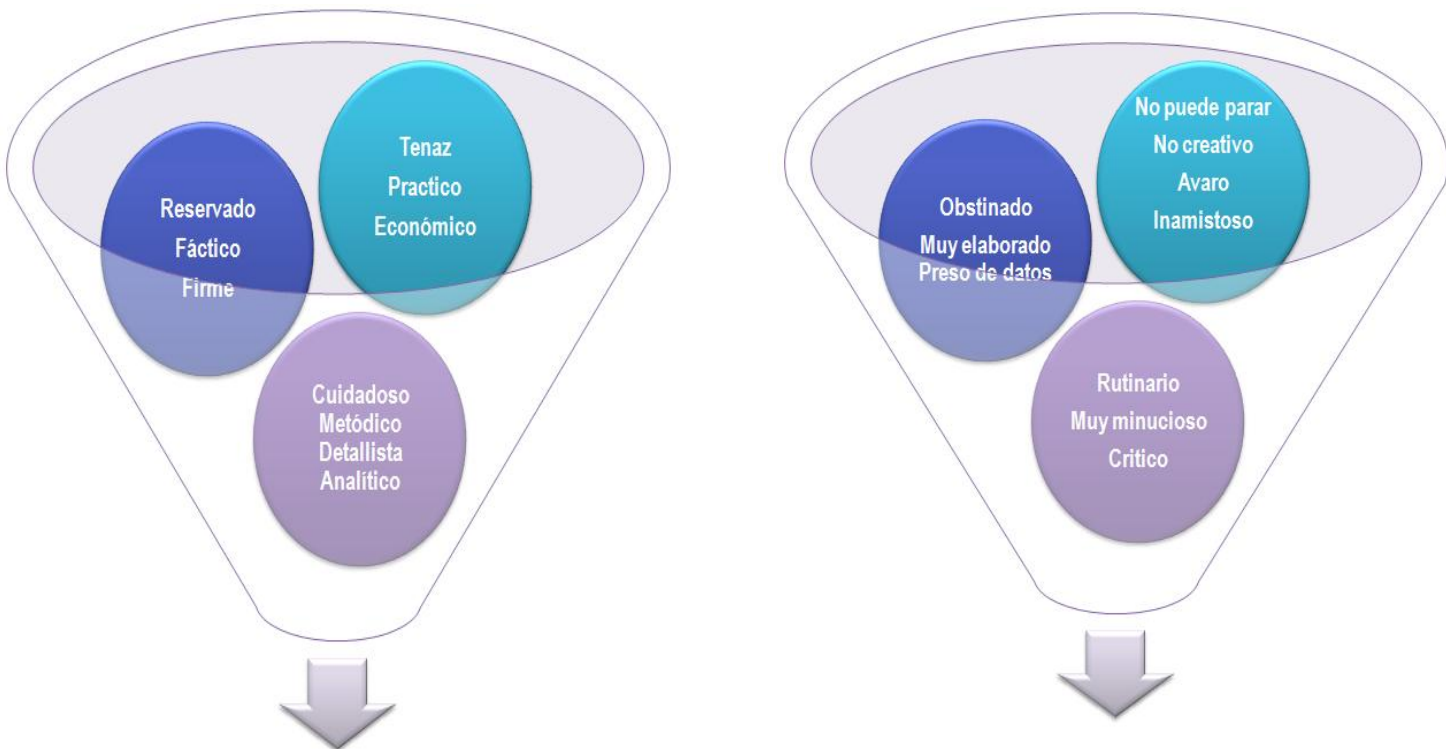 Reservado
Fáctico
Firme
Tenaz
Practico
Económico
Cuidadoso
Metódico
Detallista
Analítico
Obstinado
Muy elaborado
Preso de datos
No puede parar
No creativo
Avaro
Inamistoso
Rutinario
Muy minucioso
Critico